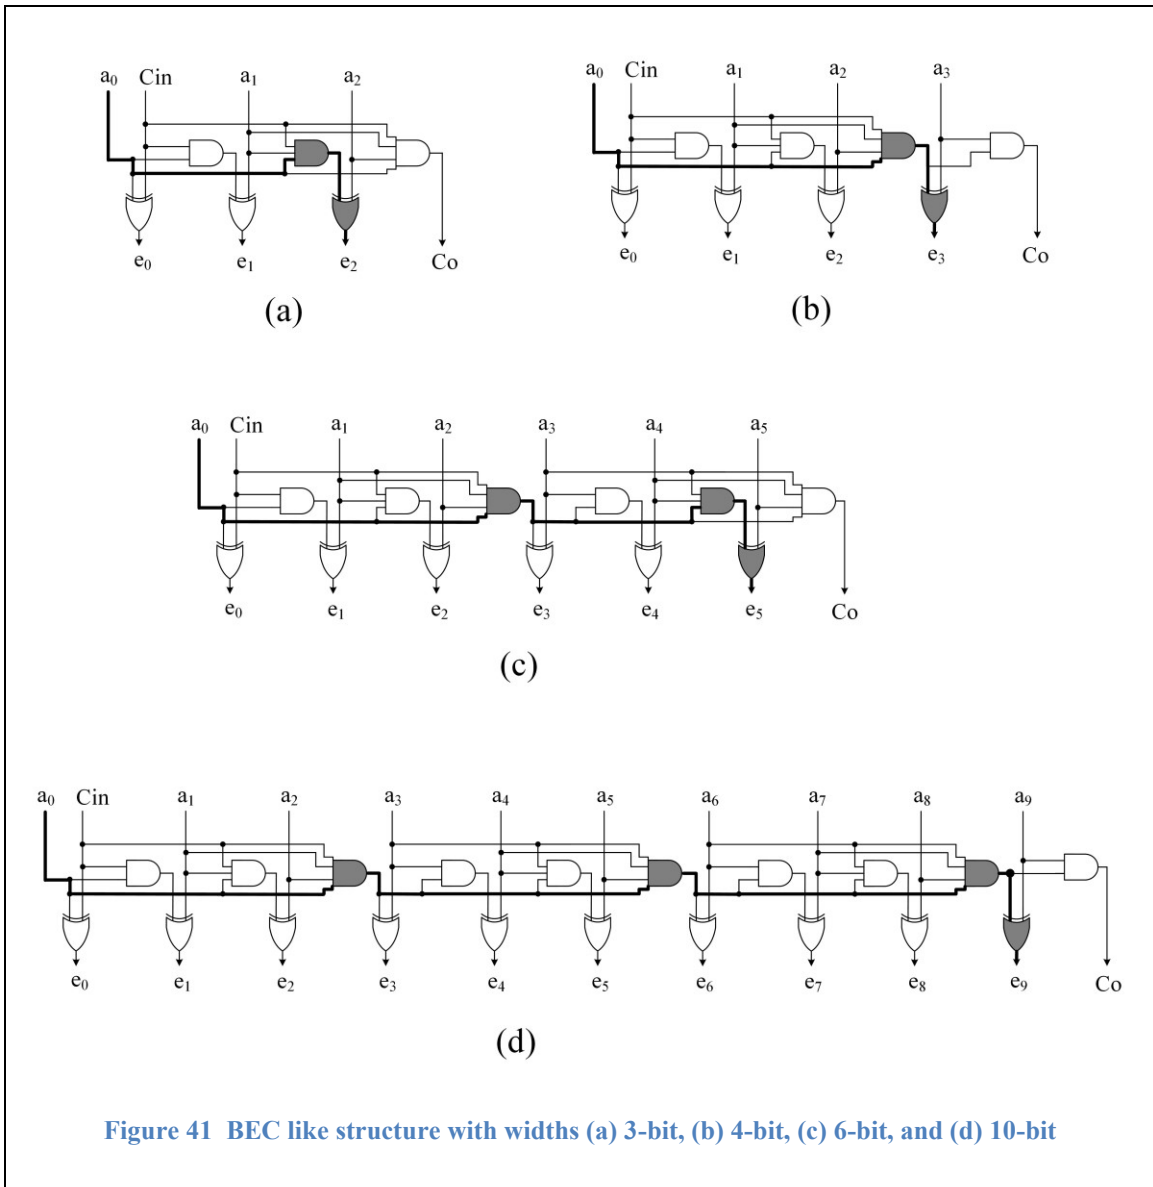 a₀ Cin a₁ a₂
e₀ e₁ e₂ Co
(a)
a₀ Cin a₁ a₂ a₃
e₀ e₁ e₂ e₃ Co
(b)
a₀ Cin a₁ a₂ a₃ a₄ a₅
e₀ e₁ e₂ e₃ e₄ e₅ Co
(c)
a₀ Cin a₁ a₂ a₃ a₄ a₅ a₆ a₇ a₈ a₉
e₀ e₁ e₂ e₃ e₄ e₅ e₆ e₇ e₈ e₉ Co
(d)
Figure 41 BEC like structure with widths (a) 3-bit, (b) 4-bit, (c) 6-bit, and (d) 10-bit